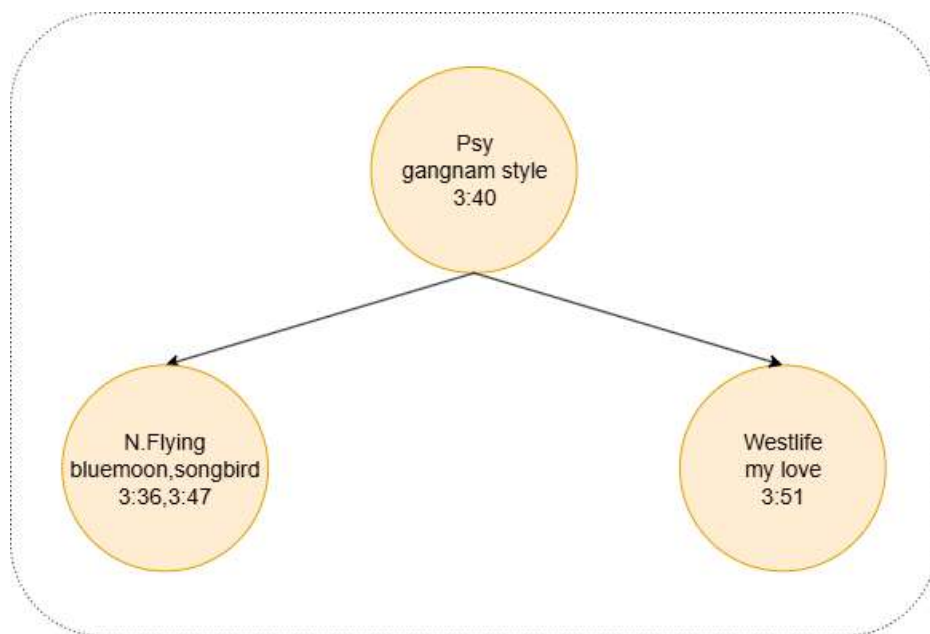 Psy
gangnam style
3:40
N.Flying
bluemoon,songbird
3:36,3:47
Westlife
my love
3:51